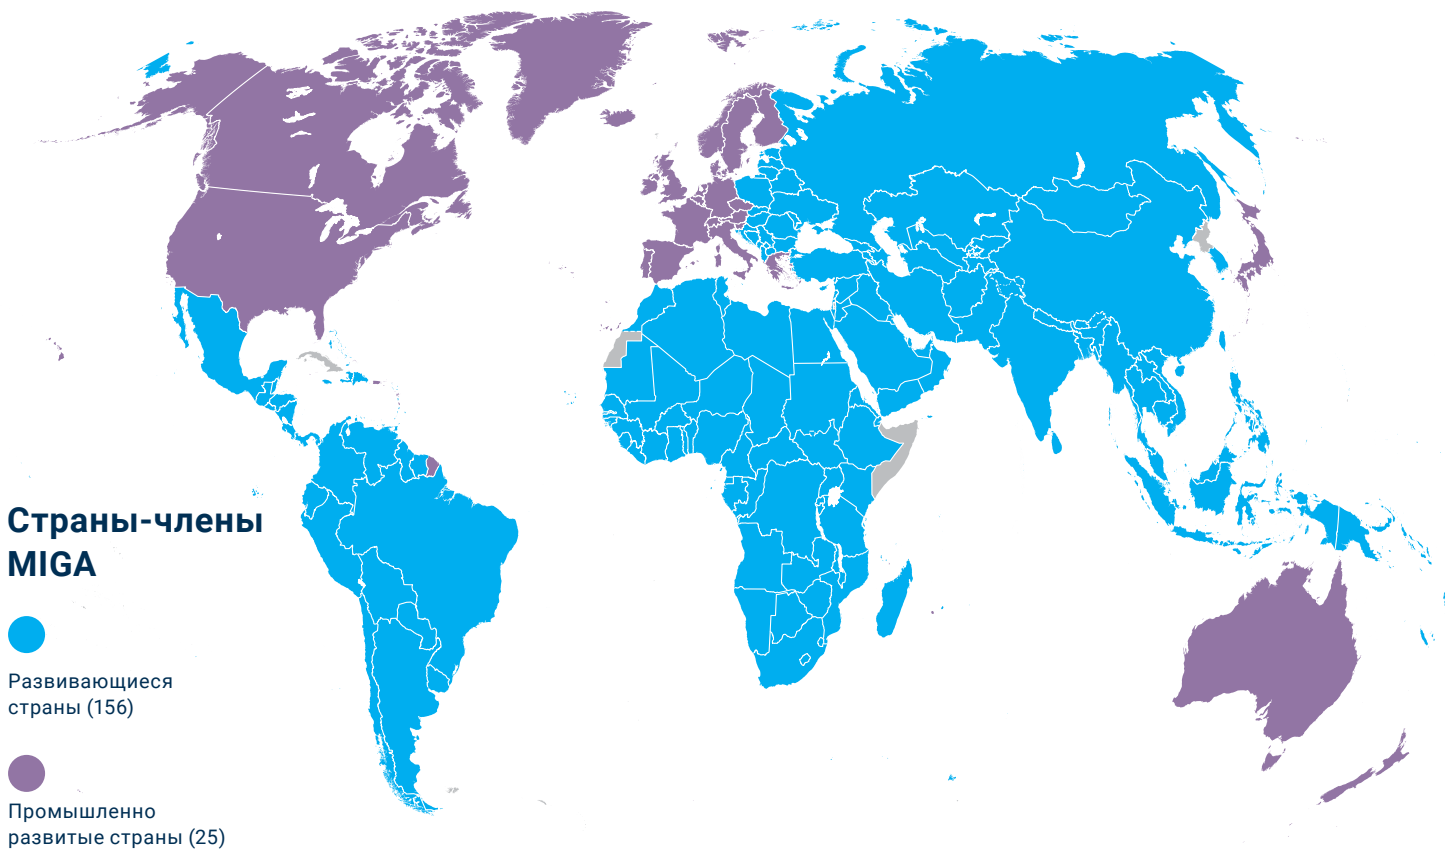 Страны-члены
MIGA
Развивающиеся
страны (156)
Промышленно
развитые страны (25)